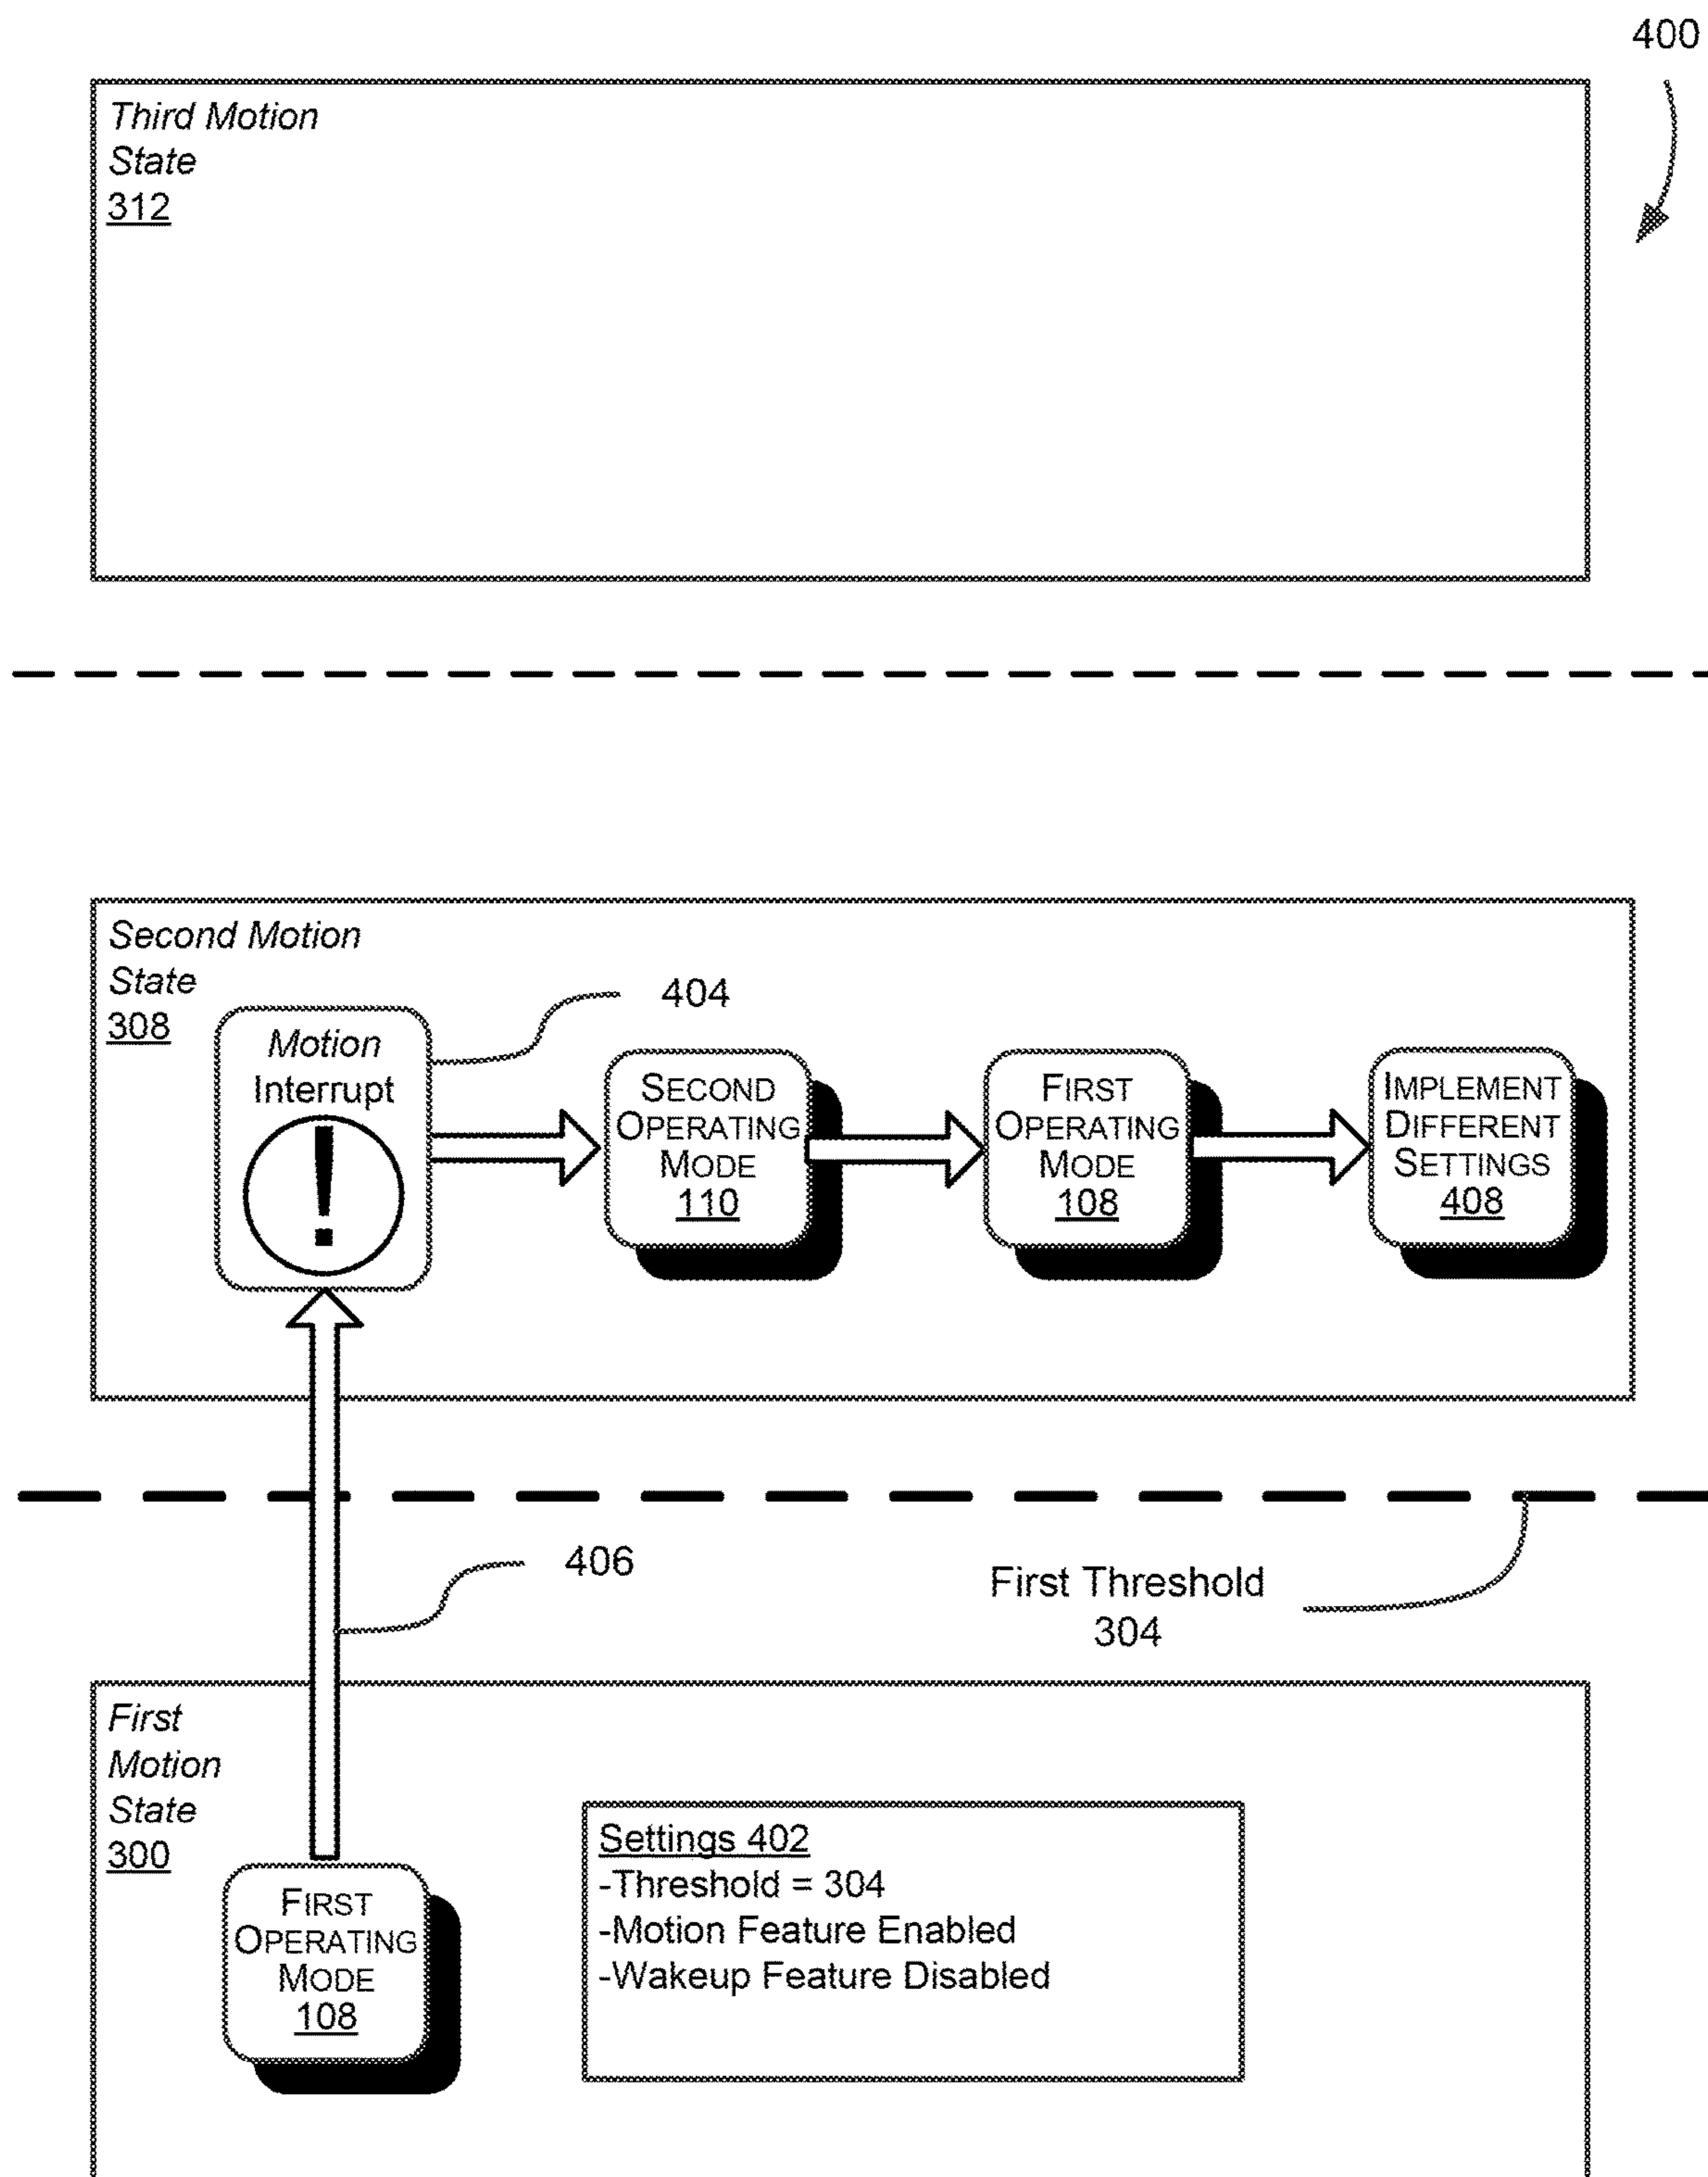 400
Third Motion
State
312
Second Motion
State
308
404
Motion
Interrupt
!
SECOND
OPERATING
MODE
110
FIRST
OPERATING
MODE
108
IMPLEMENT
DIFFERENT
SETTINGS
408
406
First Threshold
304
First
Motion
State
300
Settings 402
-Threshold = 304
-Motion Feature Enabled
-Wakeup Feature Disabled
FIRST
OPERATING
MODE
108